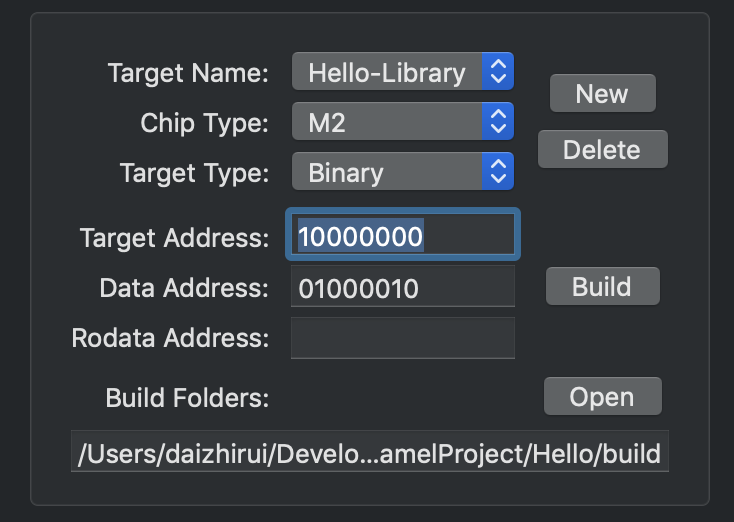 Target Name: Hello-Library
New
Chip Type: M2
Delete
Target Type: Binary
Target Address: 10000000
Data Address: 01000010
Build
Rodata Address:
Build Folders:
Open
/Users/daizhirui/Develo...amelProject/Hello/build